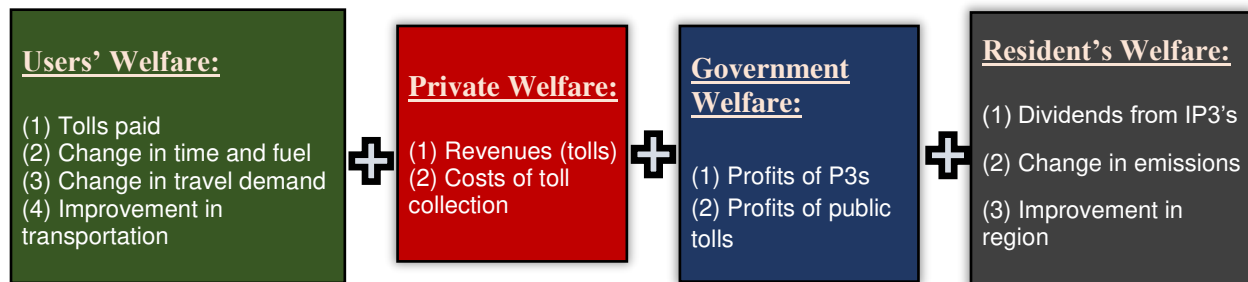 Users' Welfare:
(1) Tolls paid
(2) Change in time and fuel
(3) Change in travel demand
(4) Improvement in
transportation
Private Welfare:
(1) Revenues (tolls)
(2) Costs of toll
collection
Government
Welfare:
(1) Profits of P3s
(2) Profits of public
tolls
Resident's Welfare:
(1) Dividends from IP3's
(2) Change in emissions
(3) Improvement in
region